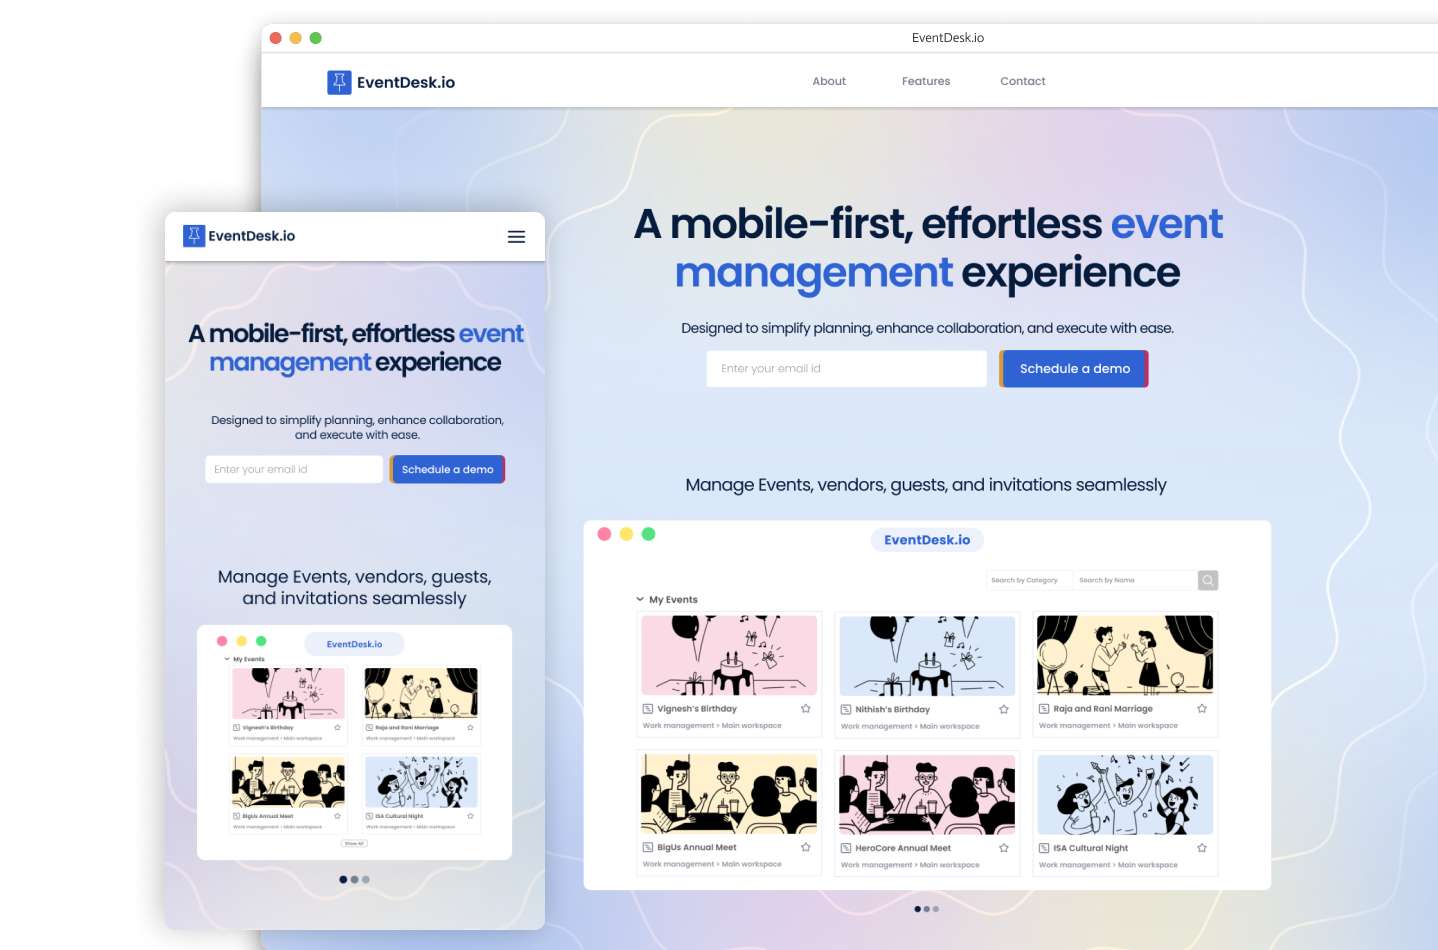 EventDesk.io
EventDesk.io
About Features Contact
A mobile-first, effortless event
management experience
Designed to simplify planning, enhance collaboration, and execute with ease.
Enter your email id
Schedule a demo
Manage Events, vendors, guests, and invitations seamlessly
EventDesk.io
Search by Category Search by Name
My Events
Vignesh's Birthday
Work management > Main workspace
Nithish's Birthday
Work management > Main workspace
Raja and Rani Marriage
Work management > Main workspace
BigUs Annual Meet
Work management > Main workspace
HeroCore Annual Meet
Work management > Main workspace
ISA Cultural Night
Work management > Main workspace
EventDesk.io
A mobile-first, effortless event
management experience
Designed to simplify planning, enhance collaboration,
and execute with ease.
Enter your email id
Schedule a demo
Manage Events, vendors, guests,
and invitations seamlessly
EventDesk.io
My Events
Vignesh's Birthday
Work management > Main workspace
Raja and Rani Marriage
Work management > Main workspace
BigUs Annual Meet
Work management > Main workspace
ISA Cultural Night
Work management > Main workspace
Show All